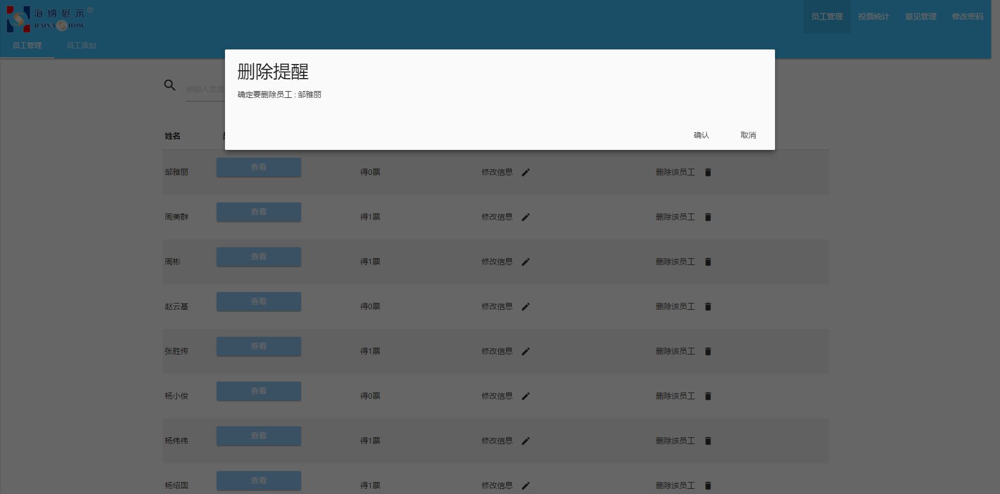 海纳展示®
HAINA SHOW
员工管理 投票统计 意见管理 修改密码
员工管理 员工添加
删除提醒
请输入需要
确定要删除员工 : 邹雅丽
确认 取消
姓名
邹雅丽 查看 得0票 修改信息 删除该员工
周美群 查看 得1票 修改信息 删除该员工
周彬 查看 得1票 修改信息 删除该员工
赵云基 查看 得0票 修改信息 删除该员工
张胜传 查看 得1票 修改信息 删除该员工
杨小俊 查看 得0票 修改信息 删除该员工
杨伟伟 查看 得1票 修改信息 删除该员工
杨绍国 查看 得1票 修改信息 删除该员工